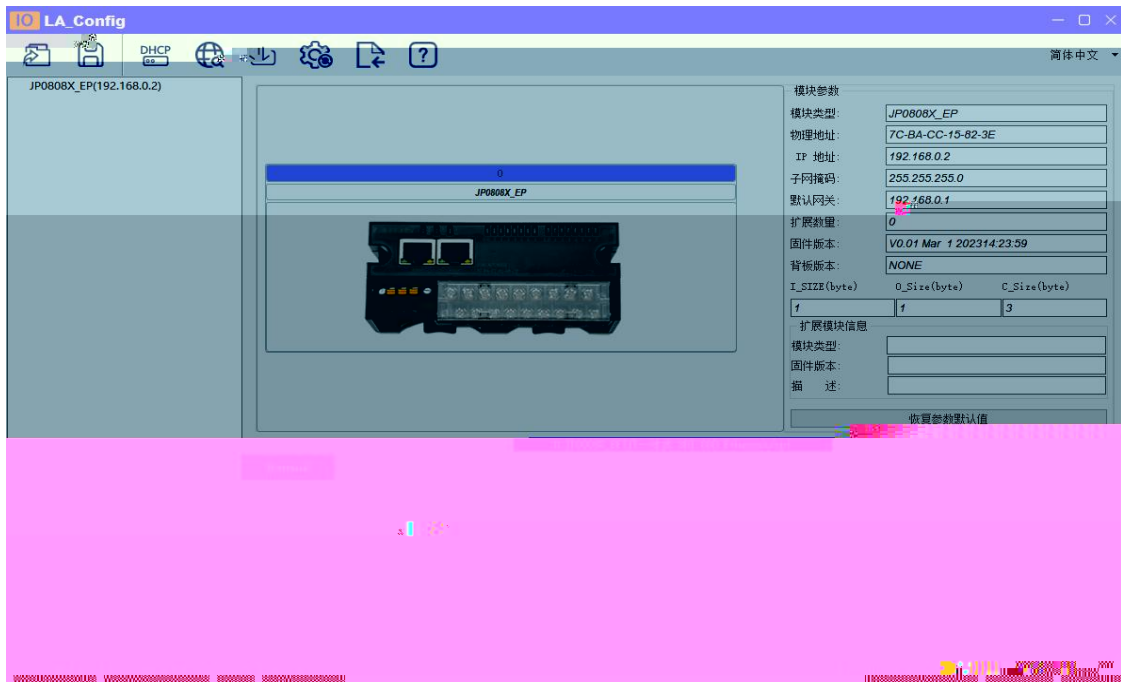 IO LA_Config
DHCP
简体中文
JP0808X_EP(192.168.0.2)
0
JP0808X_EP
模块参数
模块类型: JP0808X_EP
物理地址: 7C-BA-CC-15-82-3E
IP 地址: 192.168.0.2
子网掩码: 255.255.255.0
默认网关: 192.168.0.1
扩展数量: 0
固件版本: V0.01 Mar 1 202314:23:59
背板版本: NONE
I_SIZE(byte) O_Size(byte) C_Size(byte)
1 1 3
扩展模块信息
模块类型:
固件版本:
描 述:
恢复参数默认值